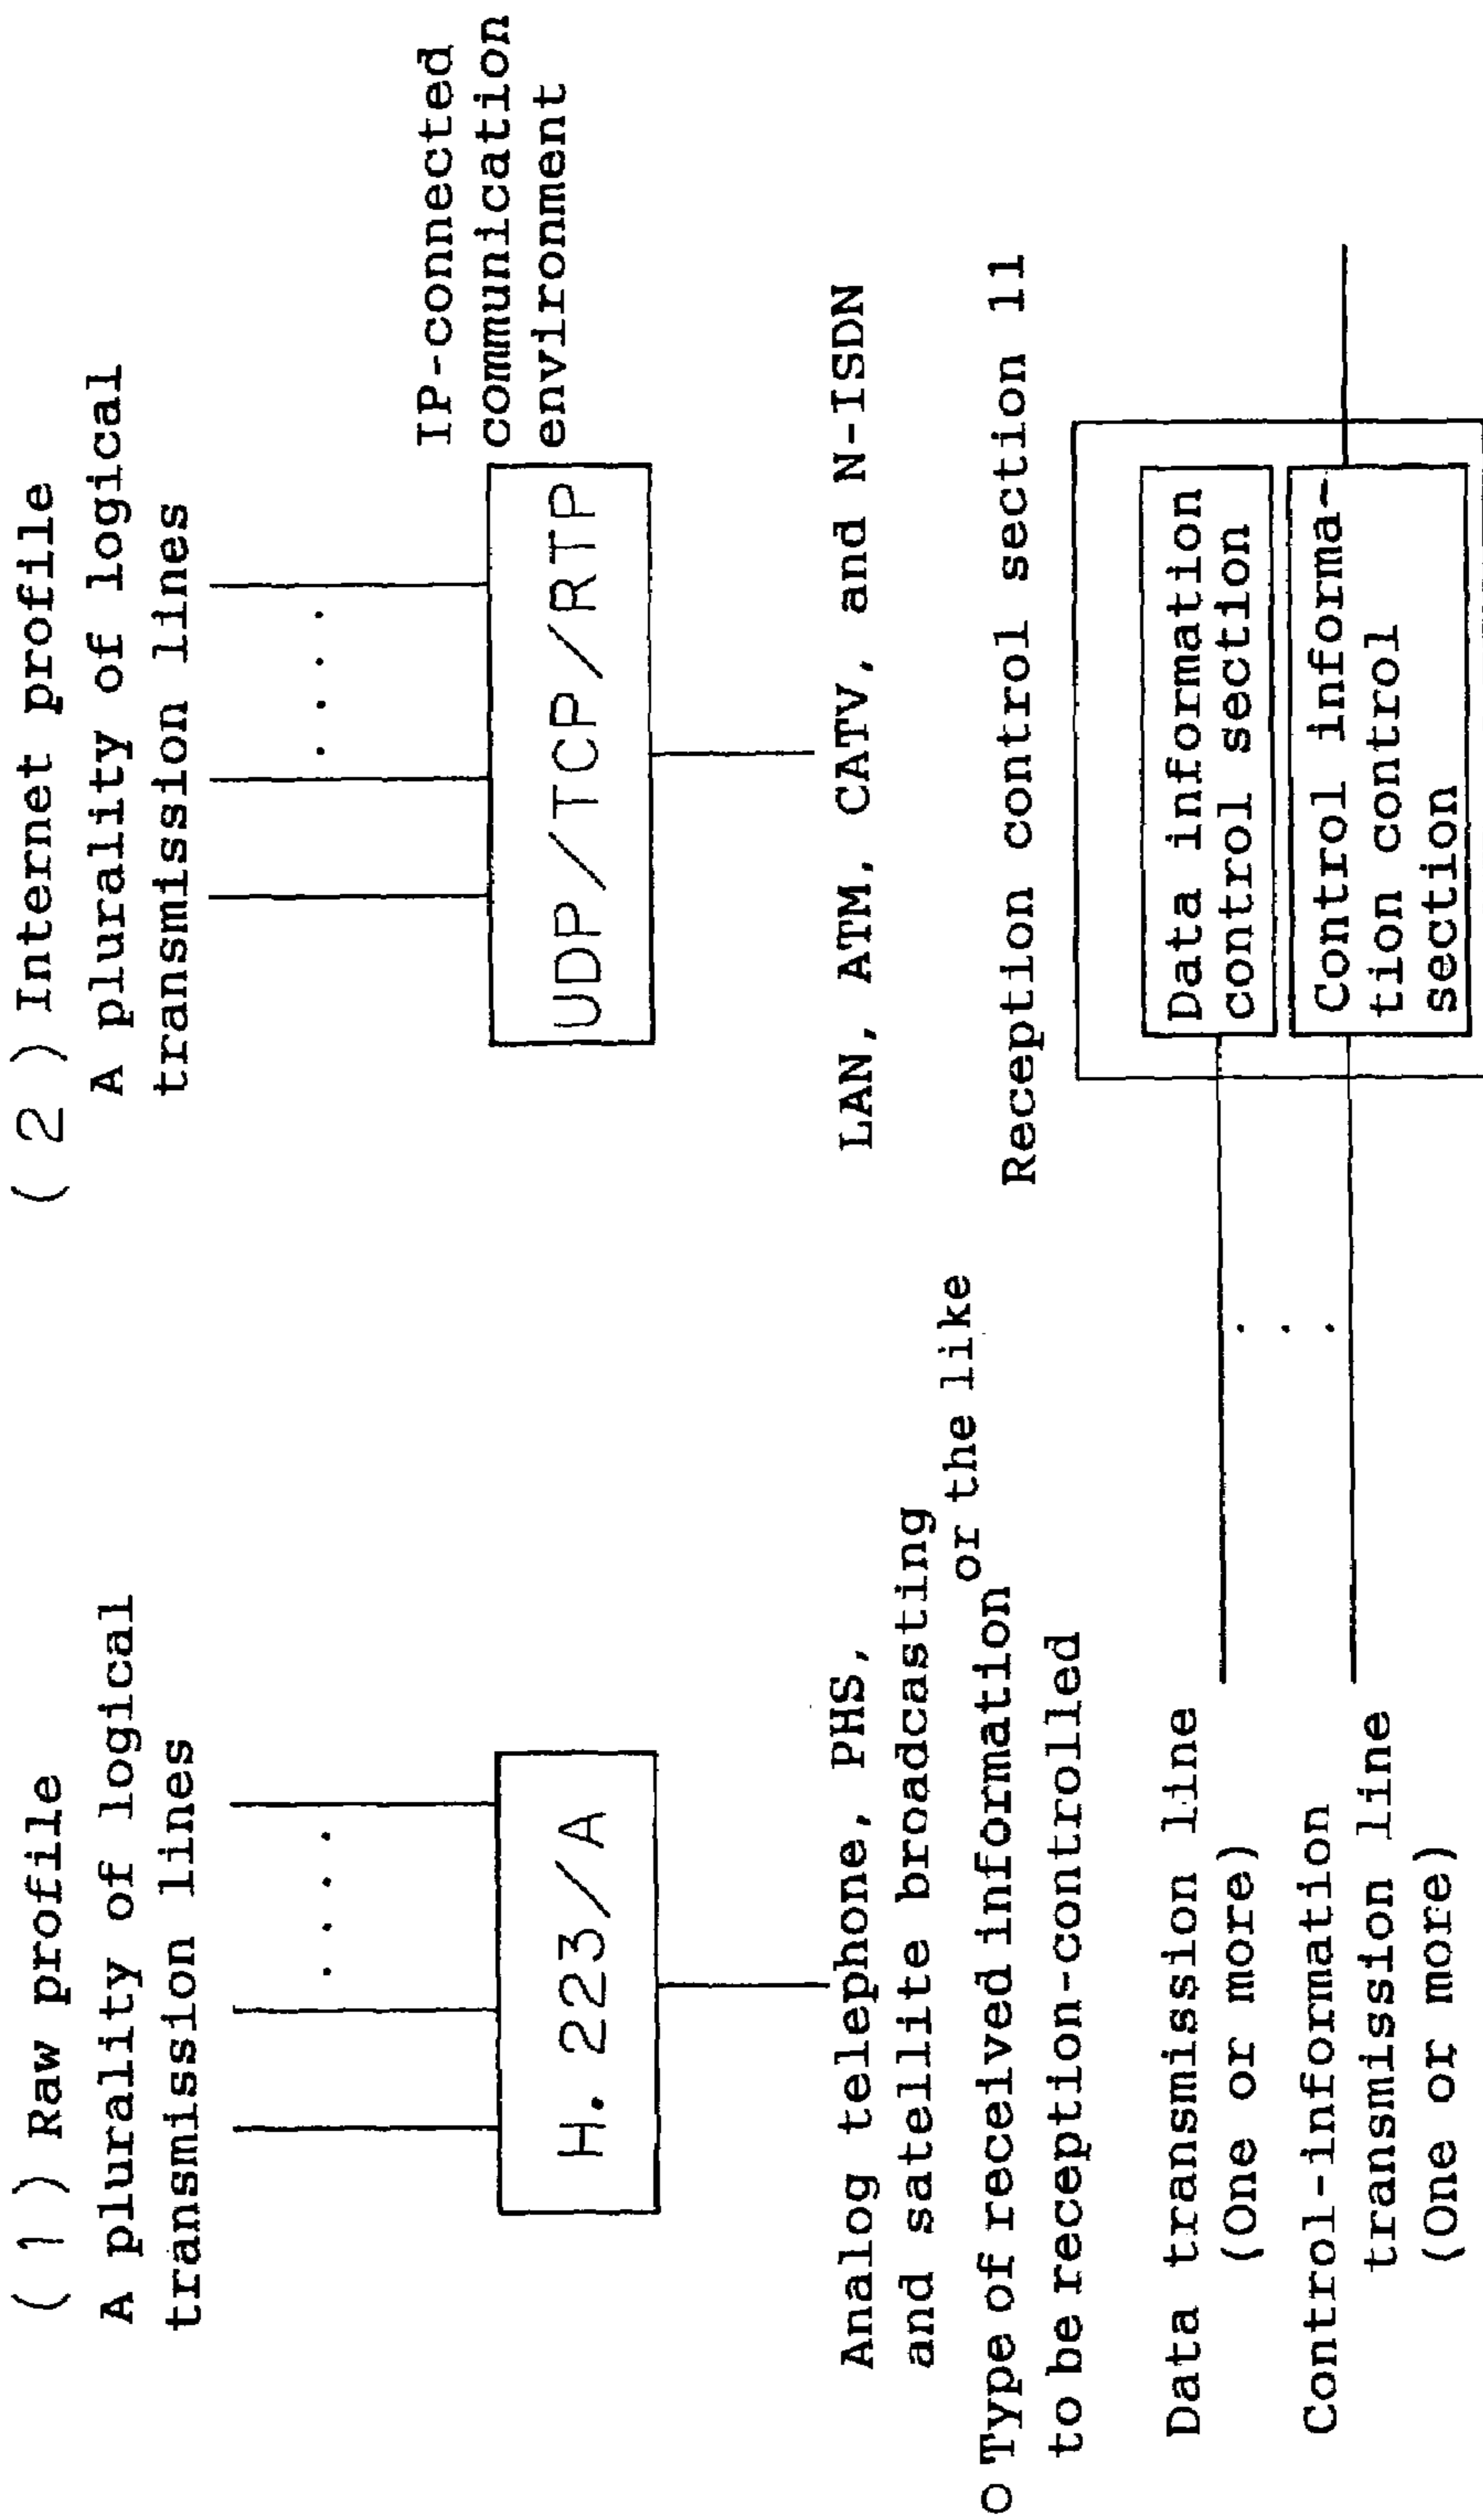 ( 1 ) Raw profile
A plurality of logical
transmission lines
H. 223/A
Analog telephone, PHS,
and satellite broadcasting
or the like
( 2 ) Internet profile
A plurality of logical
transmission lines
IP-connected
communication
environment
UDP/TCP/RTP
LAN, ATM, CATV, and N-ISDN
○ Type of received information
to be reception-controlled
Reception control section 11
Data transmission line
(One or more)
Control-information
transmission line
(One or more)
Data information
control section
Control informa-
tion control
section